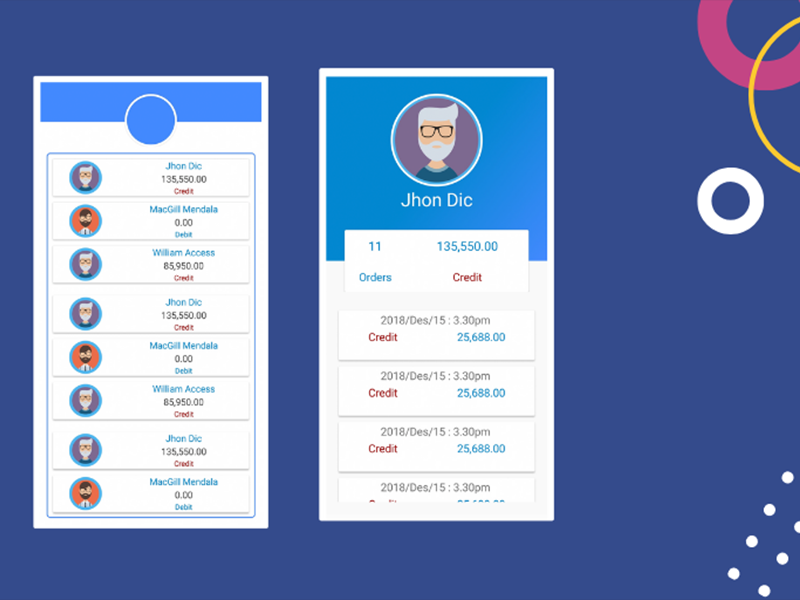 Jhon Dic
135,550.00
Credit
MacGill Mendala
0.00
Debit
William Access
85,950.00
Credit
Jhon Dic
135,550.00
Credit
MacGill Mendala
0.00
Debit
William Access
85,950.00
Credit
Jhon Dic
135,550.00
Credit
MacGill Mendala
0.00
Debit
Jhon Dic
11 135,550.00
Orders Credit
2018/Des/15 : 3.30pm
Credit 25,688.00
2018/Des/15 : 3.30pm
Credit 25,688.00
2018/Des/15 : 3.30pm
Credit 25,688.00
2018/Des/15 : 3.30pm